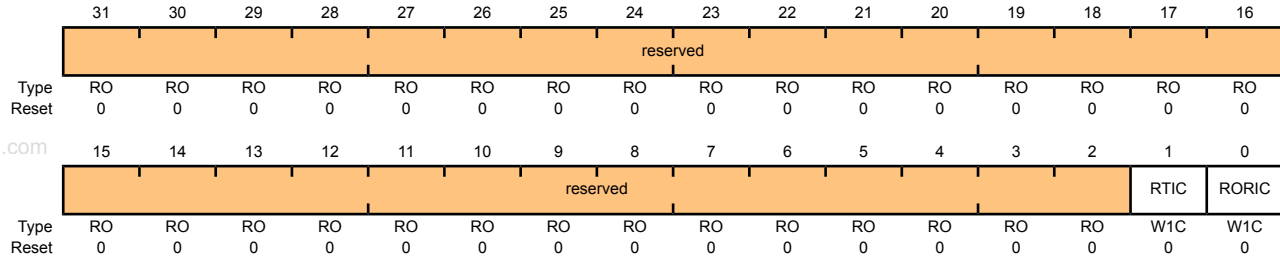 31 30 29 28 27 26 25 24 23 22 21 20 19 18 17 16
reserved
Type RO RO RO RO RO RO RO RO RO RO RO RO RO RO RO RO
Reset 0 0 0 0 0 0 0 0 0 0 0 0 0 0 0 0
.com
15 14 13 12 11 10 9 8 7 6 5 4 3 2 1 0
reserved RTIC RORIC
Type RO RO RO RO RO RO RO RO RO RO RO RO RO RO W1C W1C
Reset 0 0 0 0 0 0 0 0 0 0 0 0 0 0 0 0